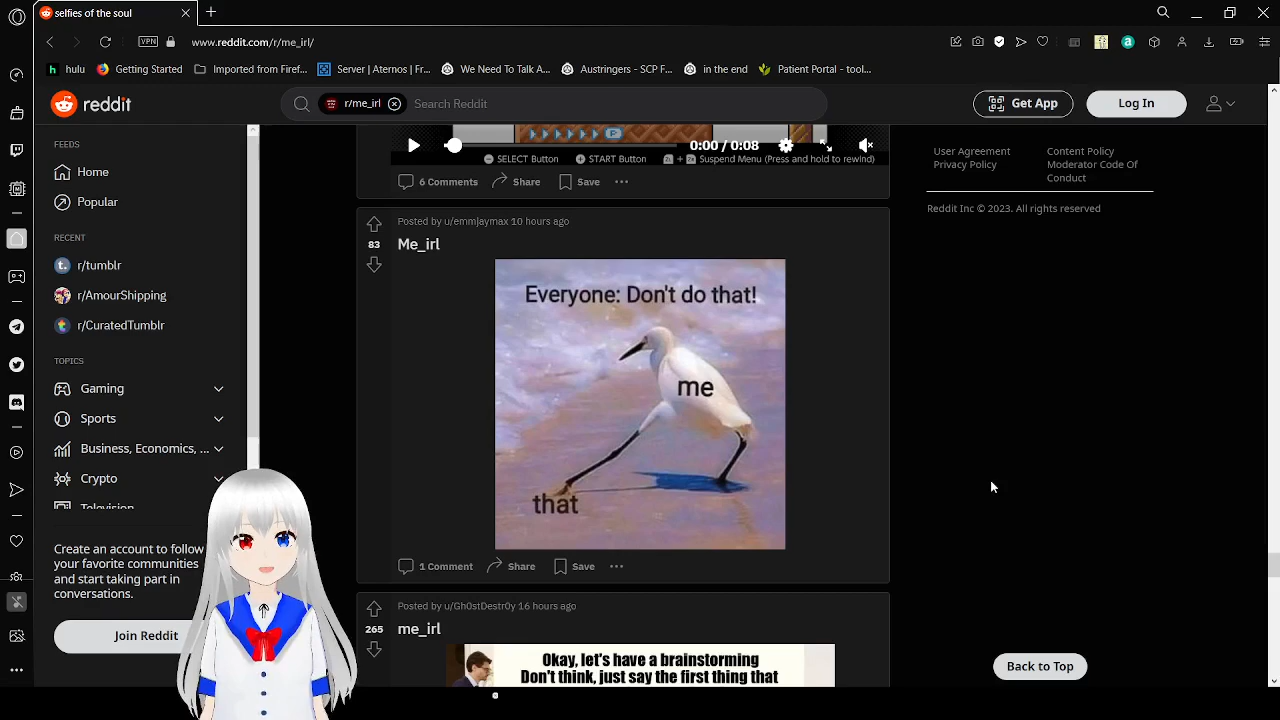 selfies of the soul
VPN
www.reddit.com/r/me_irl/
hulu
Getting Started
Imported from Firef...
Server | Aternos | Fr...
We Need To Talk A...
Austringers - SCP F...
in the end
Patient Portal - tool...
reddit
r/me_irl
Search Reddit
Get App
Log In
FEEDS
Home
Popular
RECENT
r/tumblr
r/AmourShipping
r/CuratedTumblr
TOPICS
Gaming
Sports
Business, Economics, ...
Crypto
Television
Create an account to follow
your favorite communities
and start taking part in
conversations.
Join Reddit
0:00 / 0:08
SELECT Button
START Button
Suspend Menu (Press and hold to rewind)
6 Comments
Share
Save
Posted by u/emmjaymax 10 hours ago
83
Me_irl
Everyone: Don't do that!
me
that
1 Comment
Share
Save
Posted by u/Gh0stDestr0y 16 hours ago
265
me_irl
Okay, let's have a brainstorming
Don't think, just say the first thing that
User Agreement
Privacy Policy
Content Policy
Moderator Code Of
Conduct
Reddit Inc © 2023. All rights reserved
Back to Top